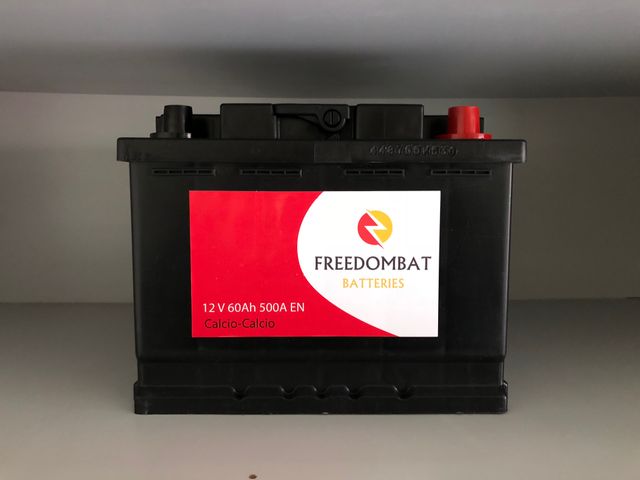 FREEDOMBAT
BATTERIES
12 V 60Ah 500A EN
Calcio-Calcio